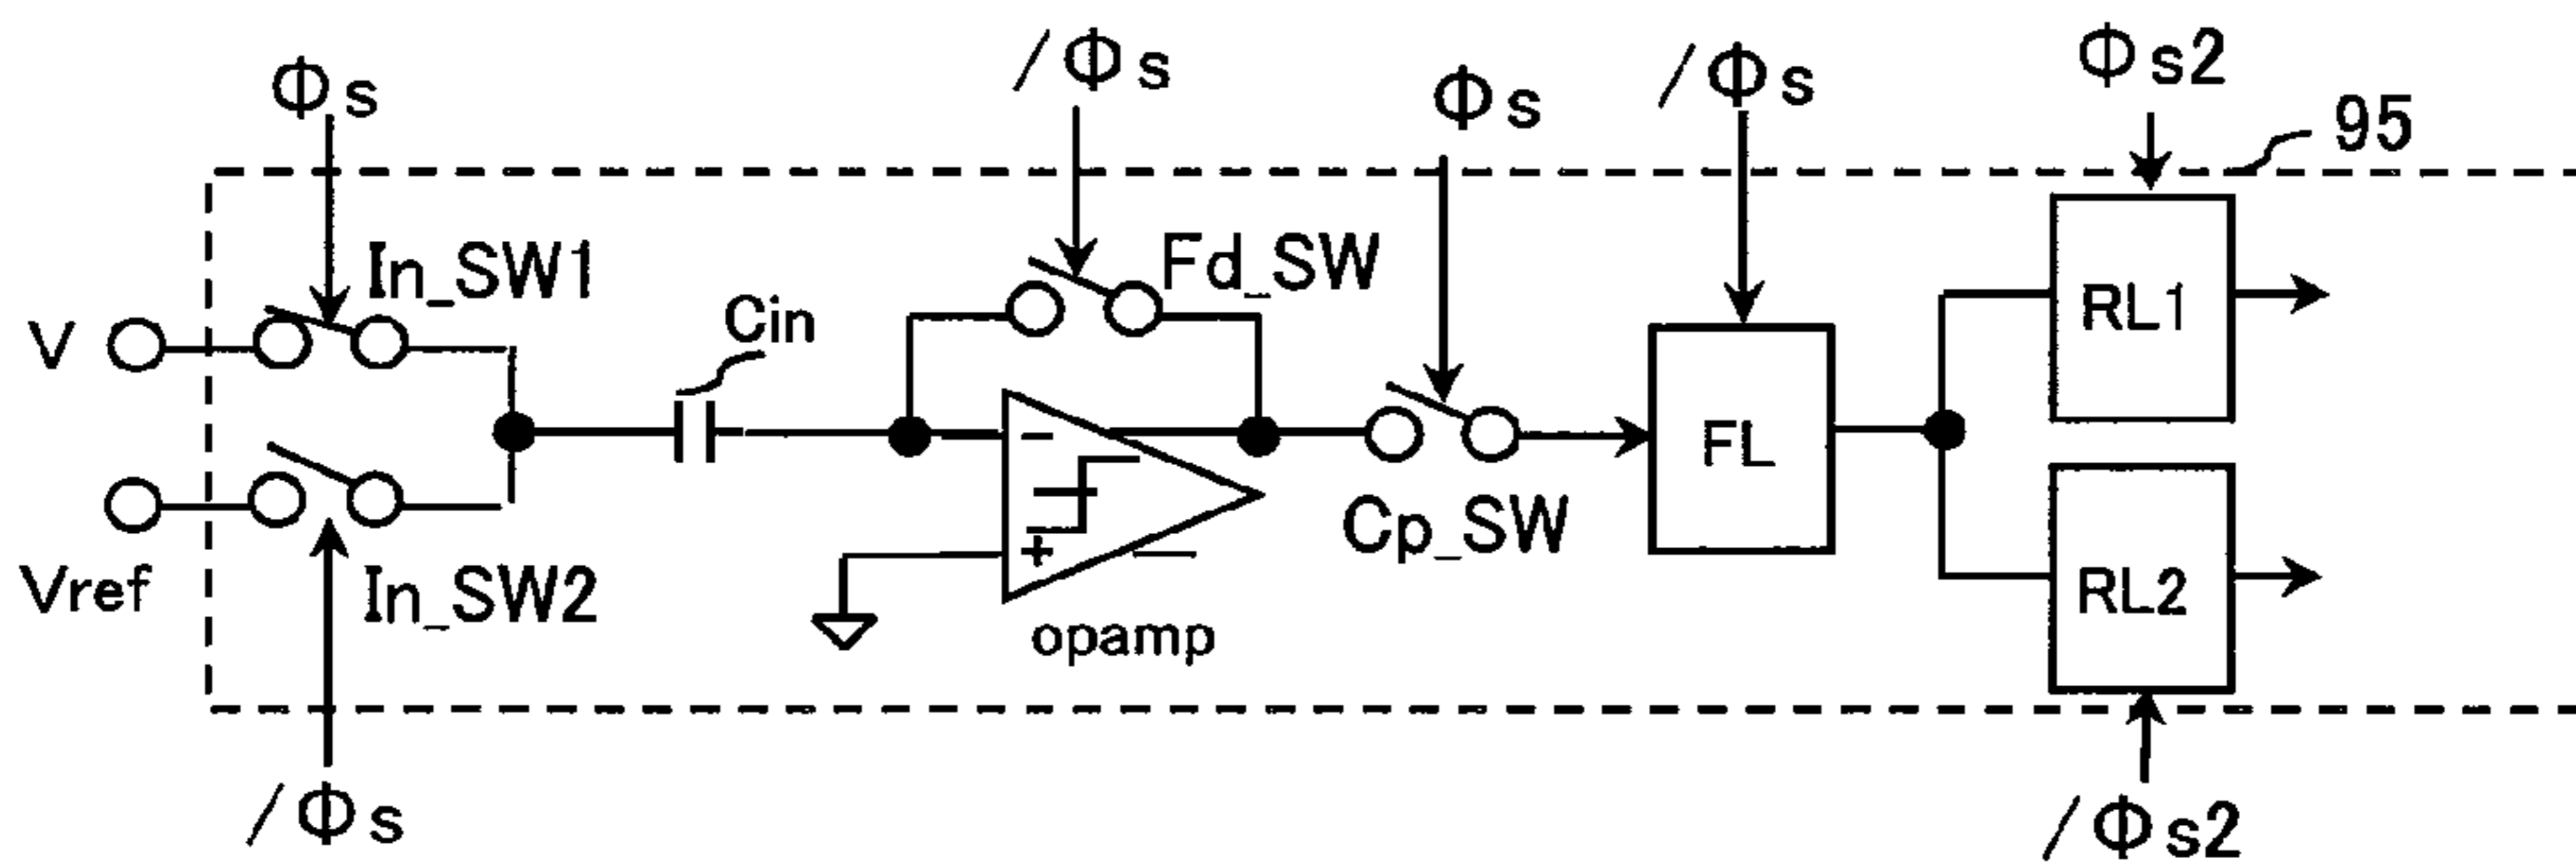 Φs
/Φs
Φs
/Φs
Φs2
95
In_SW1
Fd_SW
V
Cin
RL1
FL
−
+
Cp_SW
Vref
In_SW2
opamp
RL2
/Φs
/Φs2